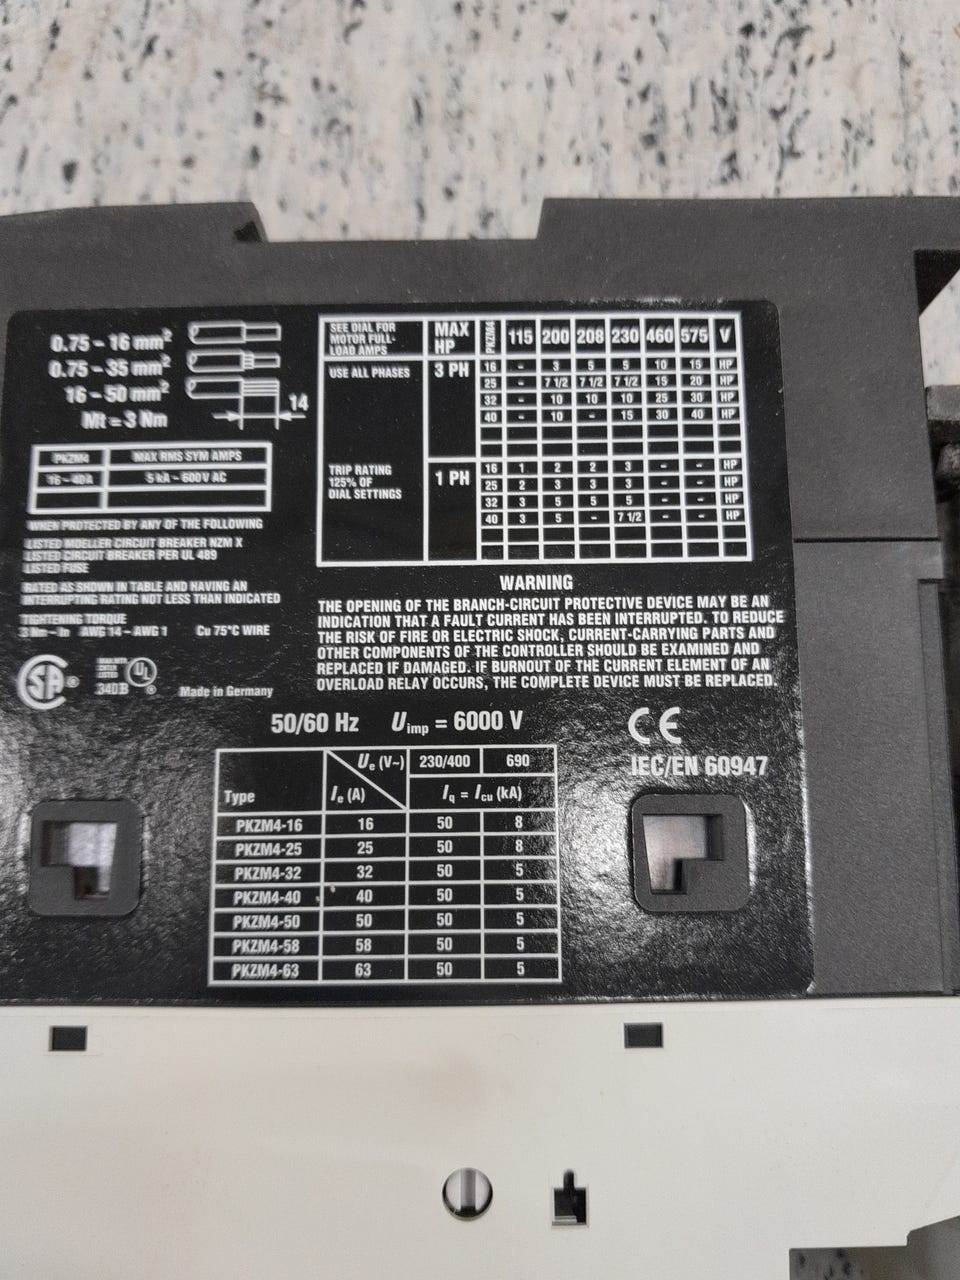 0.75 – 16 mm²
0.75 – 35 mm²
16 – 50 mm²
14
Mt = 3 Nm
PKZM4 MAX RMS SYM AMPS
16 – 40A 5 kA – 600V AC
WHEN PROTECTED BY ANY OF THE FOLLOWING
LISTED MOELLER CIRCUIT BREAKER NZM X
LISTED CIRCUIT BREAKER PER UL 489
LISTED FUSE
RATED AS SHOWN IN TABLE AND HAVING AN
INTERRUPTING RATING NOT LESS THAN INDICATED
TIGHTENING TORQUE
3 Nm – In AWG 14 – AWG 1 Cu 75°C WIRE
SA ®
UL ®
LISTED
34DB
Made in Germany
SEE DIAL FOR
MOTOR FULL-
LOAD AMPS
MAX
HP
PKZM4 115 200 208 230 460 575 V
USE ALL PHASES
3 PH
16 - 3 5 5 10 15 HP
25 - 7 1/2 7 1/2 7 1/2 15 20 HP
32 - 10 10 10 25 30 HP
40 - 10 - 15 30 40 HP
TRIP RATING
125% OF
DIAL SETTINGS
1 PH
16 1 2 2 3 - - HP
25 2 3 3 3 - - HP
32 3 5 5 5 - - HP
40 3 5 - 7 1/2 - - HP
WARNING
THE OPENING OF THE BRANCH-CIRCUIT PROTECTIVE DEVICE MAY BE AN
INDICATION THAT A FAULT CURRENT HAS BEEN INTERRUPTED. TO REDUCE
THE RISK OF FIRE OR ELECTRIC SHOCK, CURRENT-CARRYING PARTS AND
OTHER COMPONENTS OF THE CONTROLLER SHOULD BE EXAMINED AND
REPLACED IF DAMAGED. IF BURNOUT OF THE CURRENT ELEMENT OF AN
OVERLOAD RELAY OCCURS, THE COMPLETE DEVICE MUST BE REPLACED.
50/60 Hz Uimp = 6000 V
CE
IEC/EN 60947
Ue (V~) 230/400 690
Type Ie (A) Iq = Icu (kA)
PKZM4-16 16 50 8
PKZM4-25 25 50 8
PKZM4-32 32 50 5
PKZM4-40 40 50 5
PKZM4-50 50 50 5
PKZM4-58 58 50 5
PKZM4-63 63 50 5